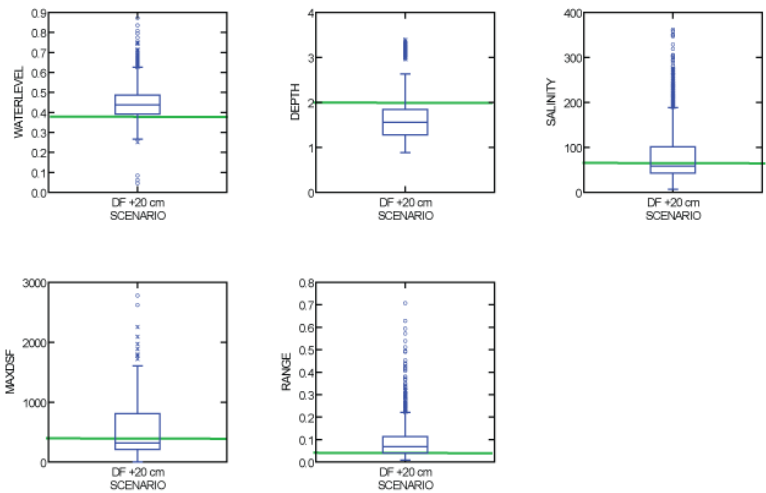 0.9
0.8
0.7
0.6
0.5
0.4
0.3
0.2
0.1
0.0
WATERLEVEL
DF +20 cm
SCENARIO
4
3
2
1
0
DEPTH
DF +20 cm
SCENARIO
400
300
200
100
0
SALINITY
DF +20 cm
SCENARIO
3000
2000
1000
0
MAXDSF
DF +20 cm
SCENARIO
0.8
0.7
0.6
0.5
0.4
0.3
0.2
0.1
0.0
RANGE
DF +20 cm
SCENARIO